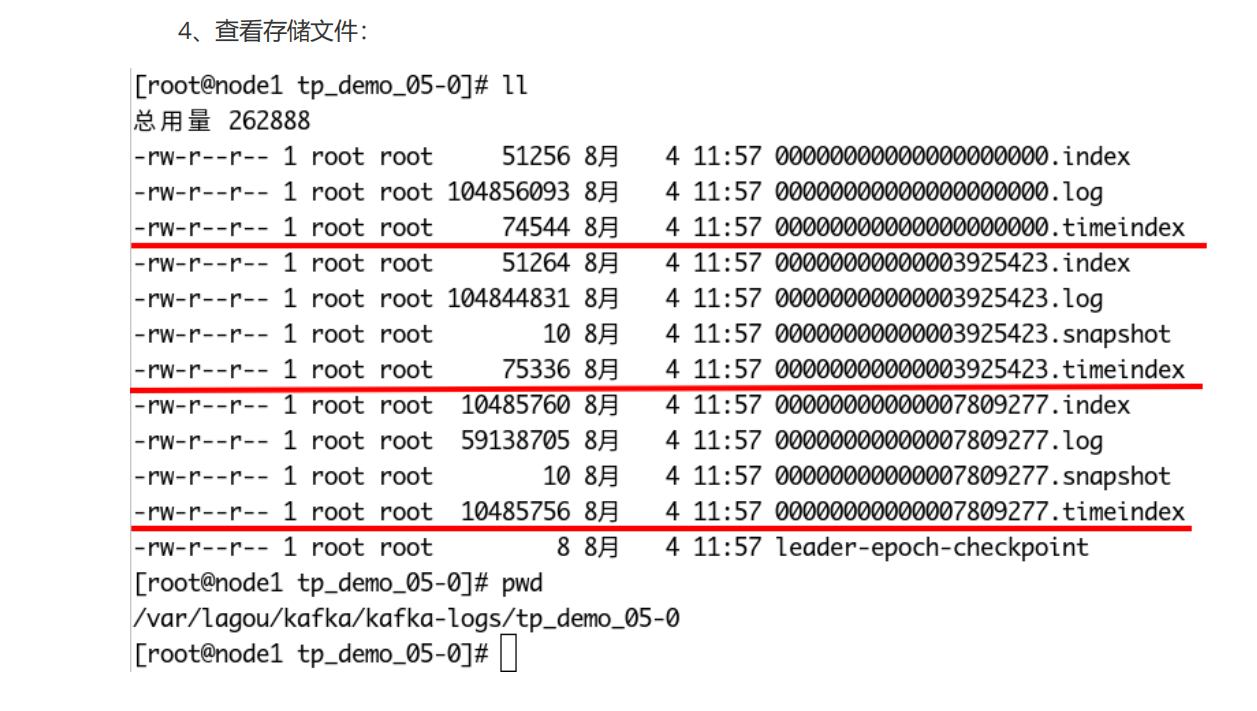 4、查看存储文件：
[root@node1 tp_demo_05-0]# ll
总用量 262888
-rw-r--r-- 1 root root 51256 8月 4 11:57 00000000000000000000.index
-rw-r--r-- 1 root root 104856093 8月 4 11:57 00000000000000000000.log
-rw-r--r-- 1 root root 74544 8月 4 11:57 00000000000000000000.timeindex
-rw-r--r-- 1 root root 51264 8月 4 11:57 00000000000003925423.index
-rw-r--r-- 1 root root 104844831 8月 4 11:57 00000000000003925423.log
-rw-r--r-- 1 root root 10 8月 4 11:57 00000000000003925423.snapshot
-rw-r--r-- 1 root root 75336 8月 4 11:57 00000000000003925423.timeindex
-rw-r--r-- 1 root root 10485760 8月 4 11:57 00000000000007809277.index
-rw-r--r-- 1 root root 59138705 8月 4 11:57 00000000000007809277.log
-rw-r--r-- 1 root root 10 8月 4 11:57 00000000000007809277.snapshot
-rw-r--r-- 1 root root 10485756 8月 4 11:57 00000000000007809277.timeindex
-rw-r--r-- 1 root root 8 8月 4 11:57 leader-epoch-checkpoint
[root@node1 tp_demo_05-0]# pwd
/var/lagou/kafka/kafka-logs/tp_demo_05-0
[root@node1 tp_demo_05-0]#